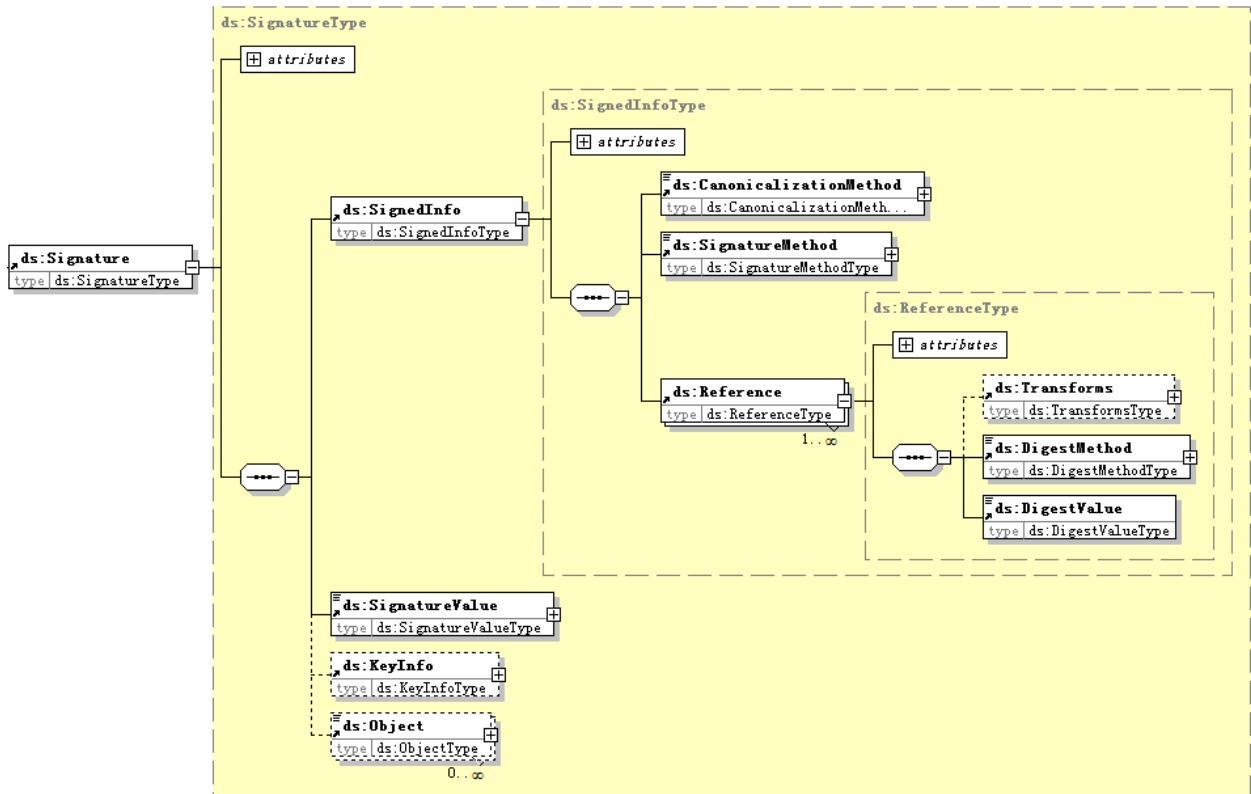 ds:SignatureType
attributes
ds:SignedInfoType
attributes
ds:CanonicalizationMethod
type ds:CanonicalizationMeth...
ds:SignedInfo
type ds:SignedInfoType
ds:SignatureMethod
type ds:SignatureMethodType
ds:Signature
type ds:SignatureType
ds:ReferenceType
attributes
ds:Reference
type ds:ReferenceType
1..∞
ds:Transforms
type ds:TransformsType
ds:DigestMethod
type ds:DigestMethodType
ds:DigestValue
type ds:DigestValueType
ds:SignatureValue
type ds:SignatureValueType
ds:KeyInfo
type ds:KeyInfoType
ds:Object
type ds:ObjectType
0..∞